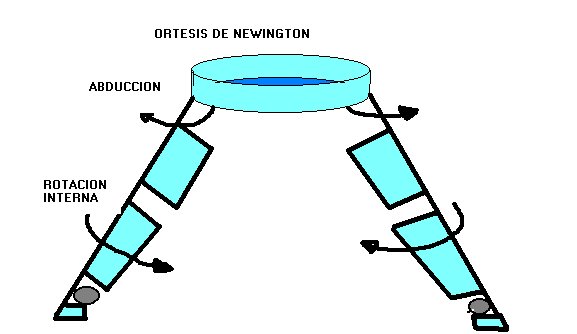 ORTESIS DE NEWINGTON
ABDUCCION
ROTACION
INTERNA